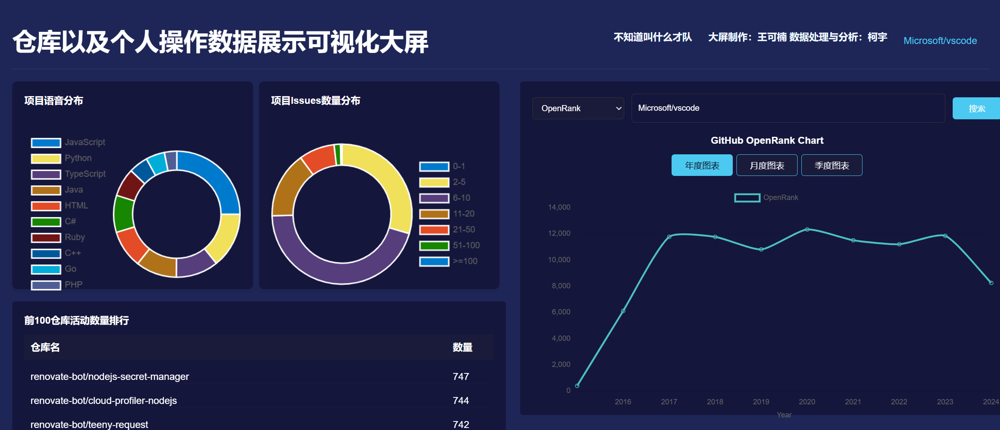 仓库以及个人操作数据展示可视化大屏
不知道叫什么才队
大屏制作：王可楠 数据处理与分析：柯宇
Microsoft/vscode
项目语音分布
JavaScript
Python
TypeScript
Java
HTML
C#
Ruby
C++
Go
PHP
项目Issues数量分布
0-1
2-5
6-10
11-20
21-50
51-100
>=100
前100仓库活动数量排行
仓库名 数量
renovate-bot/nodejs-secret-manager 747
renovate-bot/cloud-profiler-nodejs 744
renovate-bot/teeny-request 742
OpenRank
Microsoft/vscode
搜索
GitHub OpenRank Chart
年度图表 月度图表 季度图表
OpenRank
14,000
12,000
10,000
8,000
6,000
4,000
2,000
0
2016 2017 2018 2019 2020 2021 2022 2023 2024
Year